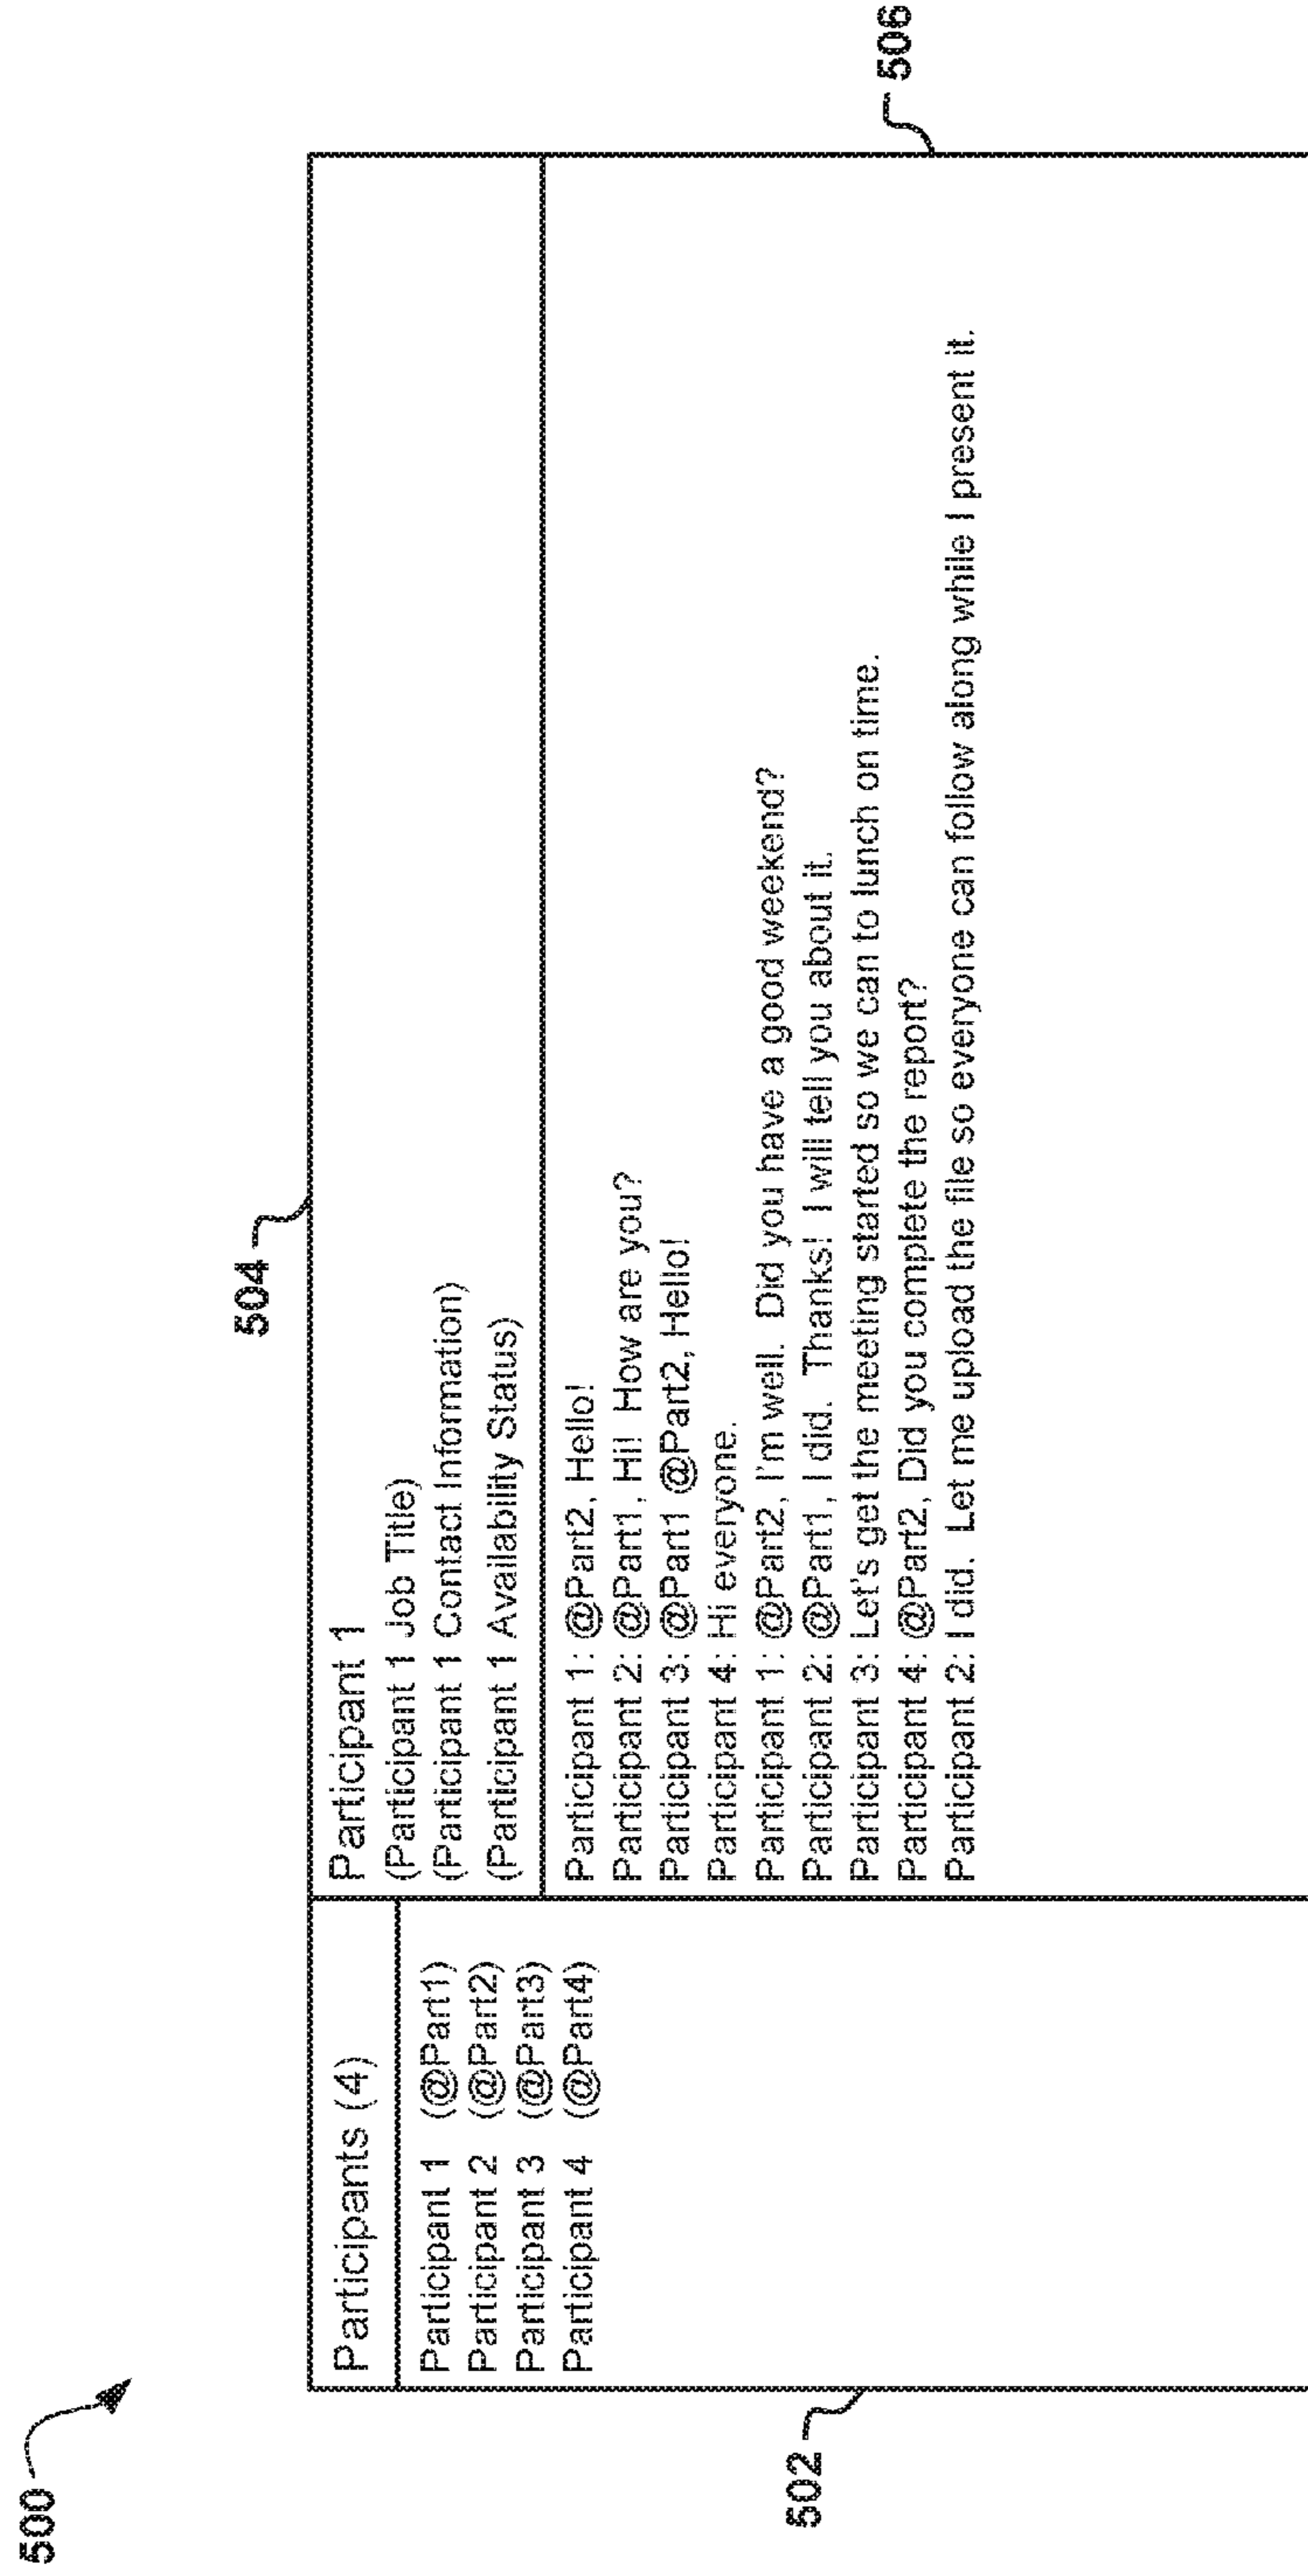 500
504
Participants (4)
Participant 1 (@Part1)
Participant 2 (@Part2)
Participant 3 (@Part3)
Participant 4 (@Part4)
502
Participant 1
(Participant 1 Job Title)
(Participant 1 Contact Information)
(Participant 1 Availability Status)
Participant 1: @Part2, Hello!
Participant 2: @Part1, Hi! How are you?
Participant 3: @Part1 @Part2, Hello!
Participant 4: Hi everyone.
Participant 1: @Part2, I'm well. Did you have a good weekend?
Participant 2: @Part1, I did. Thanks! I will tell you about it.
Participant 3: Let's get the meeting started so we can to lunch on time.
Participant 4: @Part2, Did you complete the report?
Participant 2: I did. Let me upload the file so everyone can follow along while I present it.
506